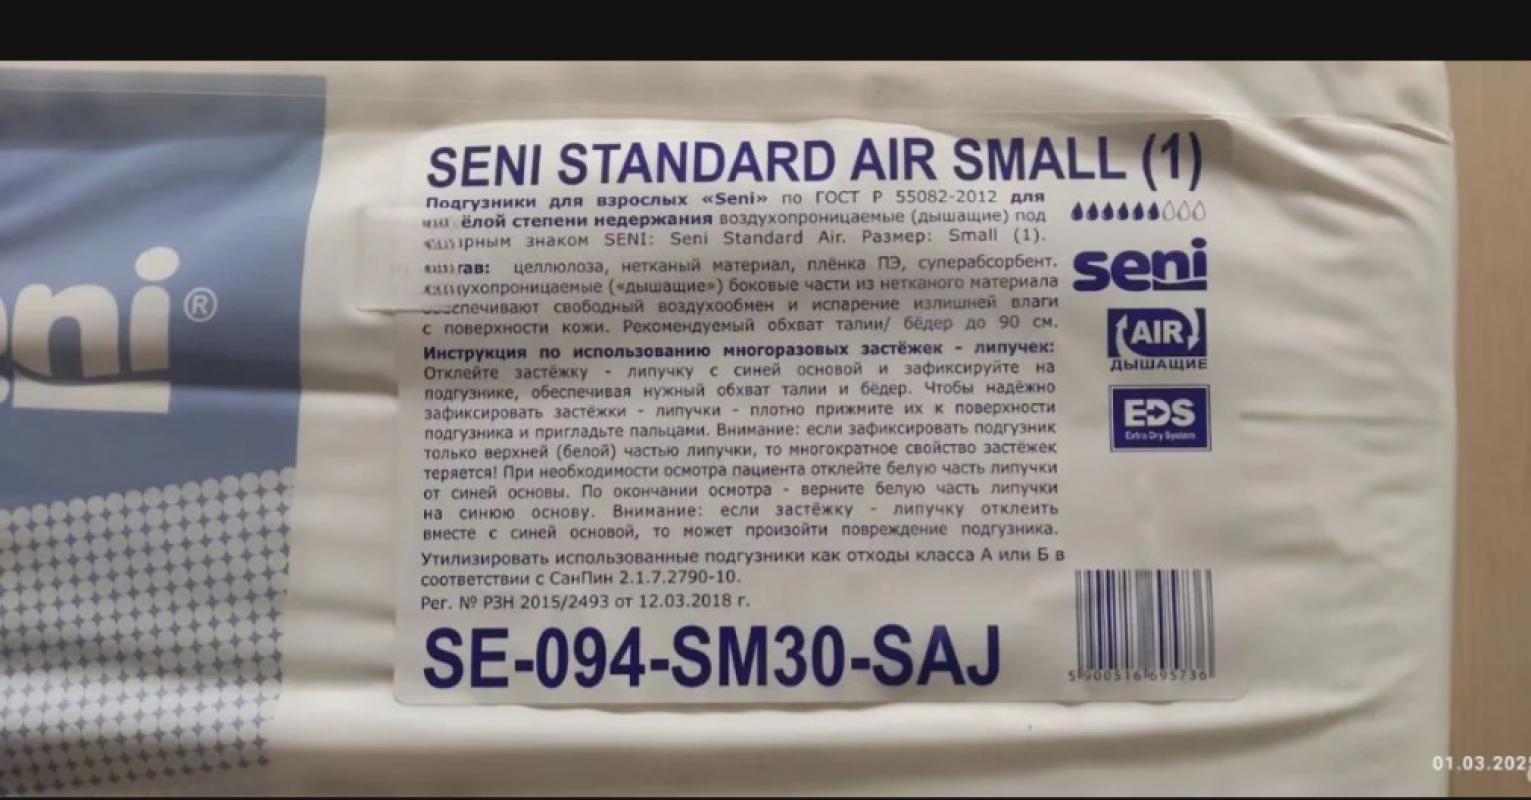 SENI STANDARD AIR SMALL (1)
Подгузники для взрослых «Seni» по ГОСТ Р 55082-2012 для
ёлой степени недержания воздухопроницаемые (дышащие) под
знаком SENI: Seni Standard Air. Размер: Small (1).
целлюлоза, нетканый материал, плёнка ПЭ, суперабсорбент.
(«дышащие») боковые части из нетканого материала
свободный воздухообмен и испарение излишней влаги
с поверхности кожи. Рекомендуемый обхват талии/ бёдер до 90 см.
Инструкция по использованию многоразовых застёжек - липучек:
Отклейте застёжку - липучку с синей основой и зафиксируйте на
подгузнике, обеспечивая нужный обхват талии и бёдер. Чтобы надёжно
зафиксировать застёжки - липучки - плотно прижмите их к поверхности
подгузника и пригладьте пальцами. Внимание: если зафиксировать подгузник
только верхней (белой) частью липучки, то многократное свойство застёжек
теряется! При необходимости осмотра пациента отклейте белую часть липучки
от синей основы. По окончании осмотра - верните белую часть липучки
на синюю основу. Внимание: если застёжку - липучку отклеить
вместе с синей основой, то может произойти повреждение подгузника.
Утилизировать использованные подгузники как отходы класса А или Б в
соответствии с СанПин 2.1.7.2790-10.
Рег. № РЗН 2015/2493 от 12.03.2018 г.
SE-094-SM30-SAJ
seni
AIR
ДЫШАЩИЕ
EDS
Extra Dry System
5 900516 695736
eni®
01.03.202